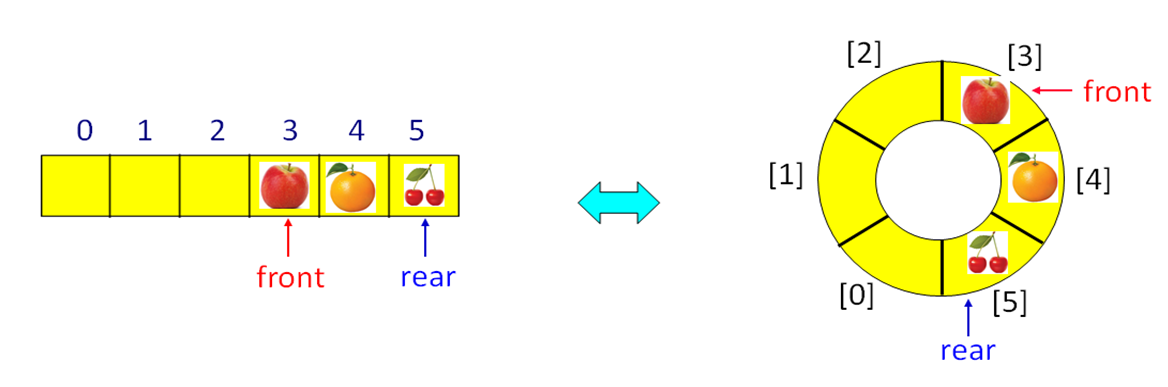 0 1 2 3 4 5
front
rear
[2]
[3]
front
[1]
[4]
[0]
[5]
rear